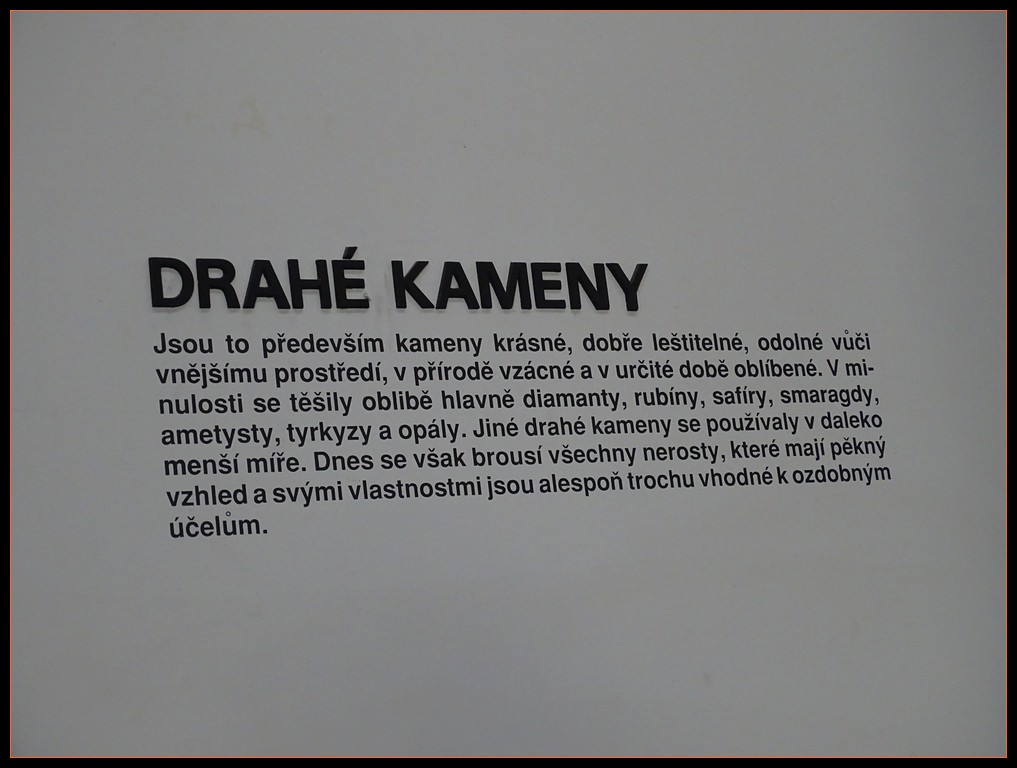 DRAHÉ KAMENY
Jsou to především kameny krásné, dobře leštitelné, odolné vůči
vnějšímu prostředí, v přírodě vzácné a v určité době oblíbené. V mi-
nulosti se těšily oblibě hlavně diamanty, rubíny, safíry, smaragdy,
ametysty, tyrkyzy a opály. Jiné drahé kameny se používaly v daleko
menší míře. Dnes se však brousí všechny nerosty, které mají pěkný
vzhled a svými vlastnostmi jsou alespoň trochu vhodné k ozdobným
účelům.